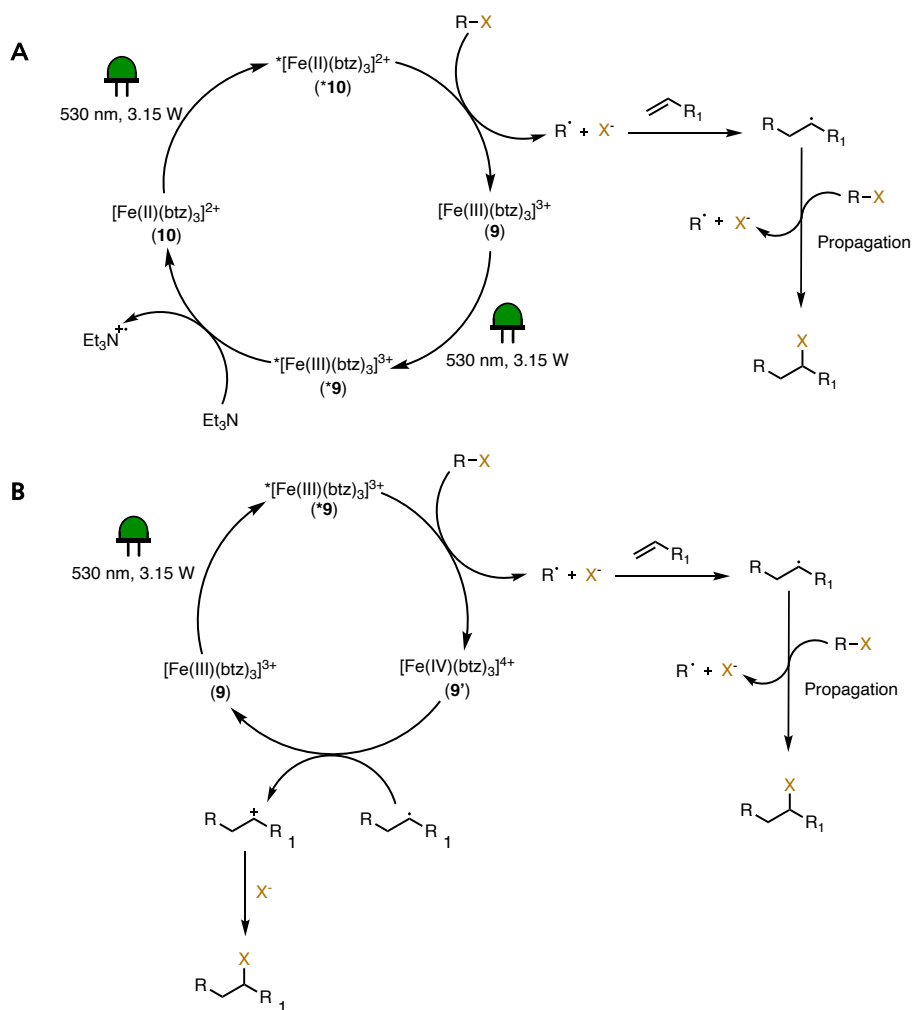 A
R–X
*[Fe(II)(btz)₃]²⁺
(*10)
530 nm, 3.15 W
R• + X⁻
R₁
R
R₁
[Fe(II)(btz)₃]²⁺
(10)
[Fe(III)(btz)₃]³⁺
(9)
R–X
R• + X⁻
Propagation
Et₃N⁺•
*[Fe(III)(btz)₃]³⁺
(*9)
530 nm, 3.15 W
Et₃N
X
R
R₁
B
R–X
*[Fe(III)(btz)₃]³⁺
(*9)
530 nm, 3.15 W
R• + X⁻
R₁
R
R₁
[Fe(III)(btz)₃]³⁺
(9)
[Fe(IV)(btz)₃]⁴⁺
(9’)
R–X
R• + X⁻
Propagation
R
+
R 1
R
•
R 1
X
R
R₁
X⁻
X
R
R 1